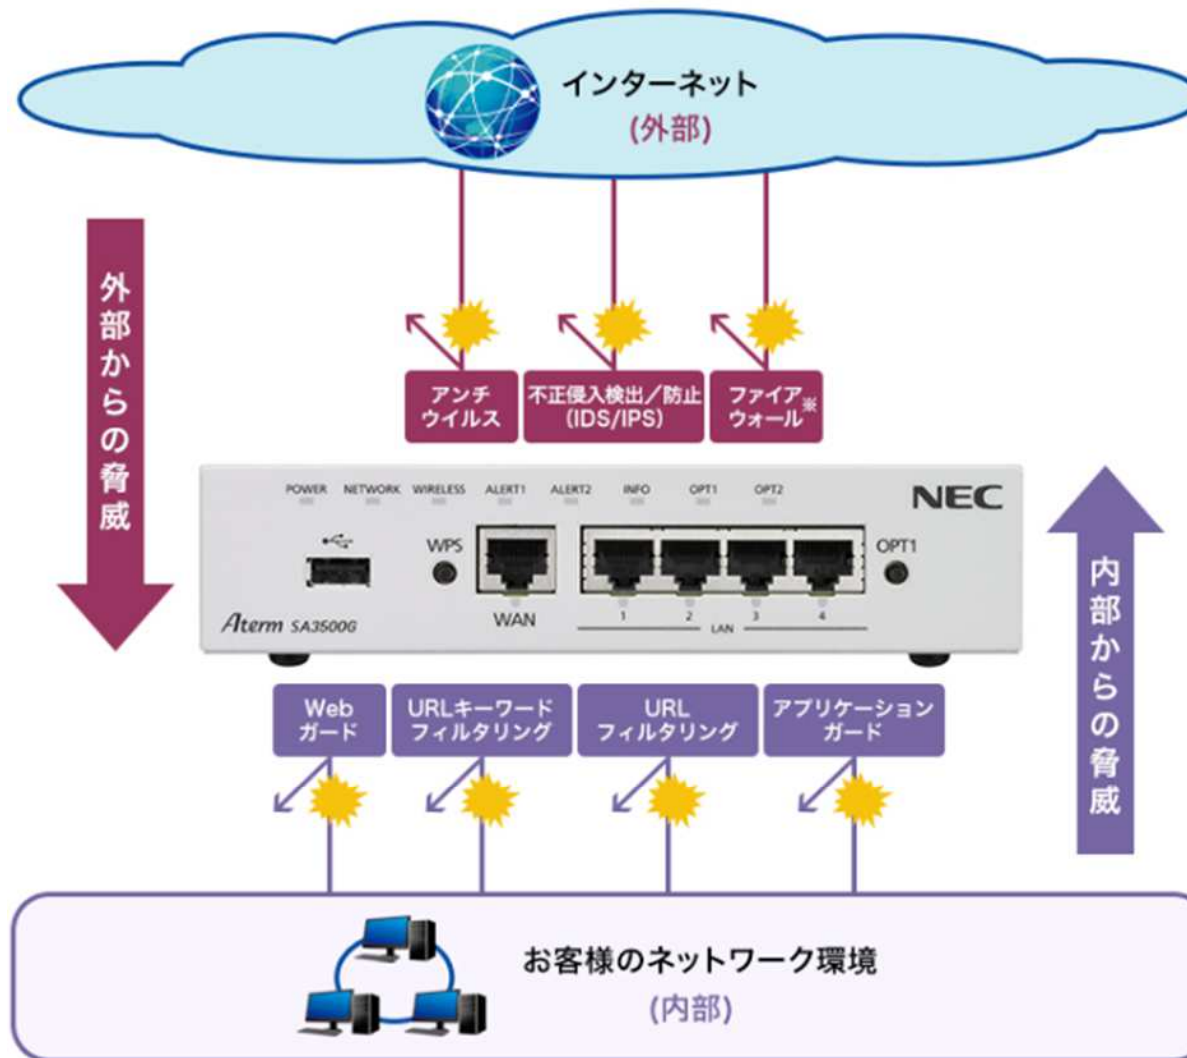 インターネット
(外部)
外部からの脅威
アンチ
ウイルス
不正侵入検出／防止
(IDS/IPS)
ファイア※
ウォール
POWER NETWORK WIRELESS ALERT1 ALERT2 INFO OPT1 OPT2
NEC
WPS
OPT1
WAN
1 2 3 4
LAN
Aterm SA3500G
内部からの脅威
Web
ガード
URLキーワード
フィルタリング
URL
フィルタリング
アプリケーション
ガード
お客様のネットワーク環境
(内部)